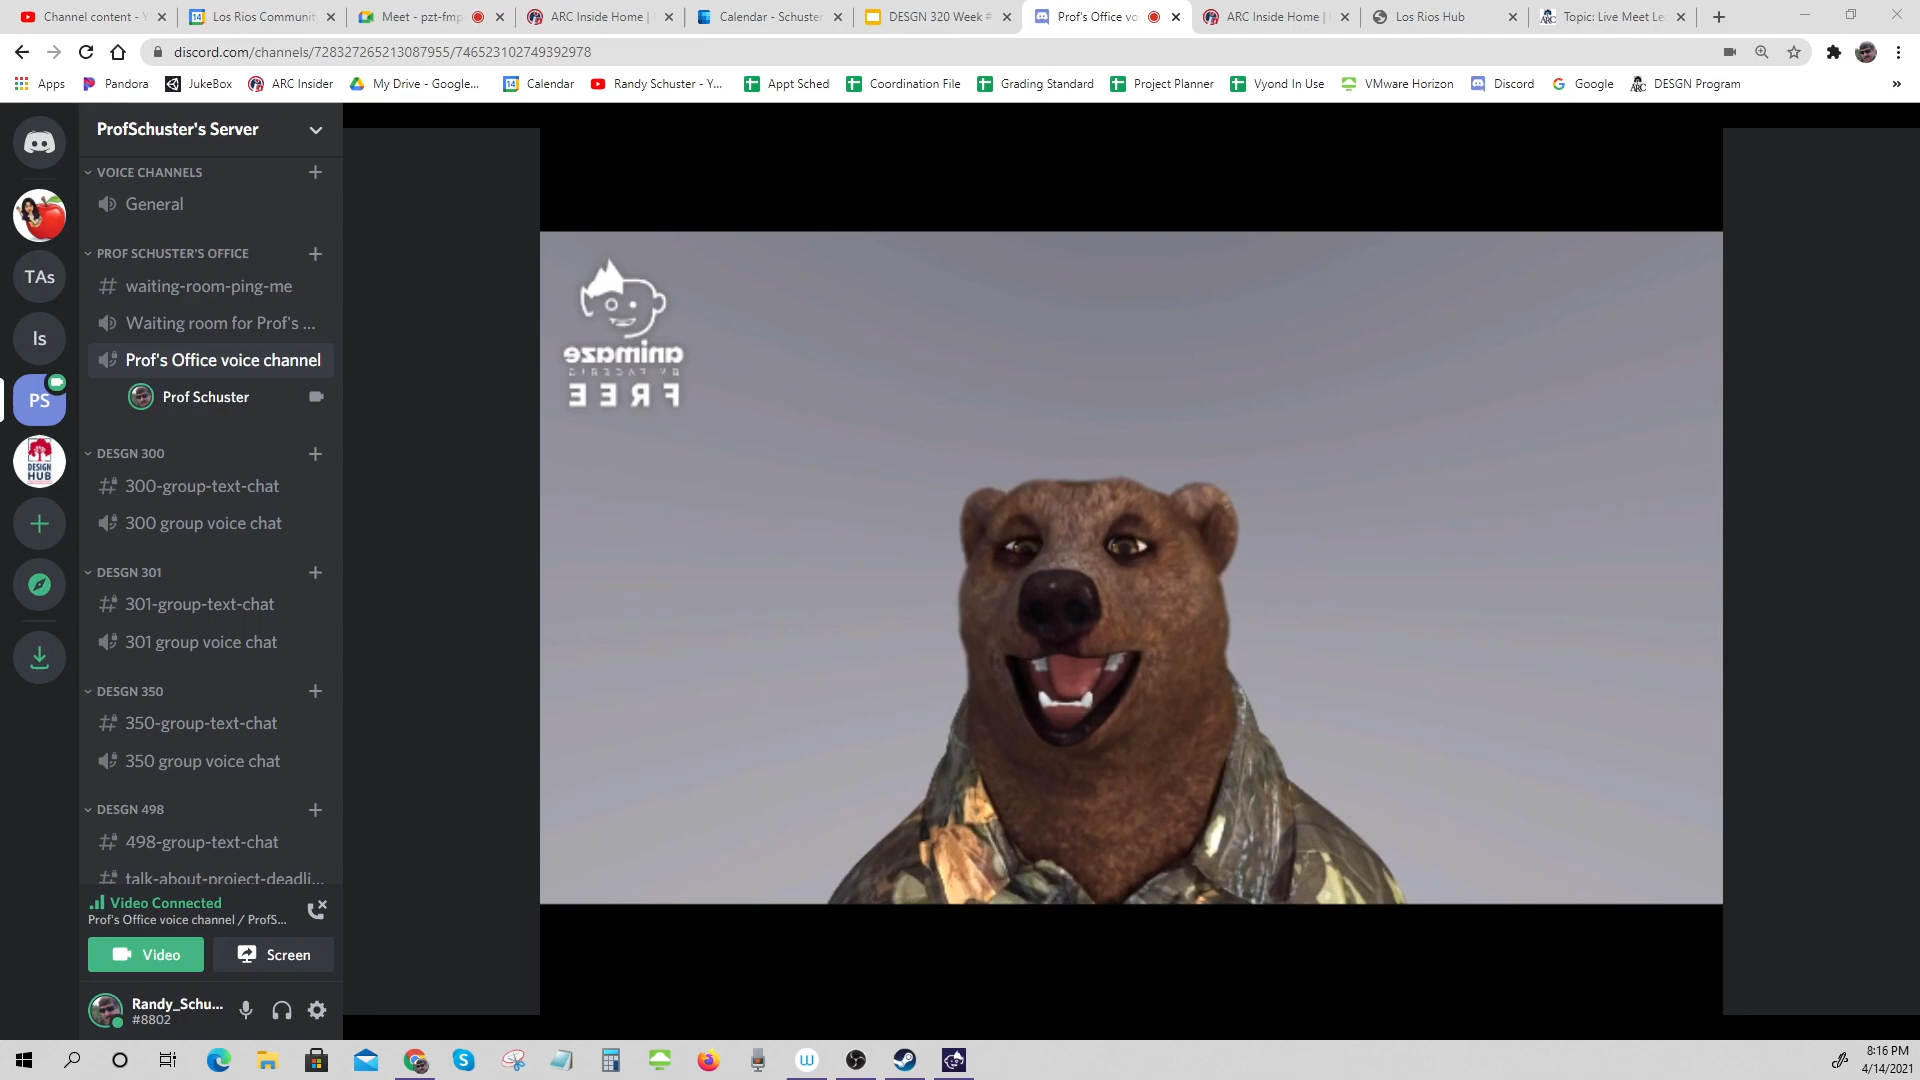 Channel content - Y
Los Rios Communit
Meet - pzt-fmp
ARC Inside Home |
Calendar - Schuster
DESGN 320 Week #
Prof's Office vo
ARC Inside Home |
Los Rios Hub
Topic: Live Meet Le
discord.com/channels/728327265213087955/746523102749392978
Apps
Pandora
JukeBox
ARC Insider
My Drive - Google...
Calendar
Randy Schuster - Y...
Appt Sched
Coordination File
Grading Standard
Project Planner
Vyond In Use
VMware Horizon
Discord
Google
DESGN Program
»
ProfSchuster's Server
VOICE CHANNELS
General
PROF SCHUSTER'S OFFICE
waiting-room-ping-me
Waiting room for Prof's ...
Prof's Office voice channel
Prof Schuster
DESGN 300
300-group-text-chat
300 group voice chat
DESGN 301
301-group-text-chat
301 group voice chat
DESGN 350
350-group-text-chat
350 group voice chat
DESGN 498
498-group-text-chat
talk-about-project-deadli...
Video Connected
Prof's Office voice channel / ProfS...
Video
Screen
Randy_Schu...
#8802
TAs
ls
PS
DESIGN
HUB
animaze
BY FACERIG
FREE
8:16 PM
4/14/2021